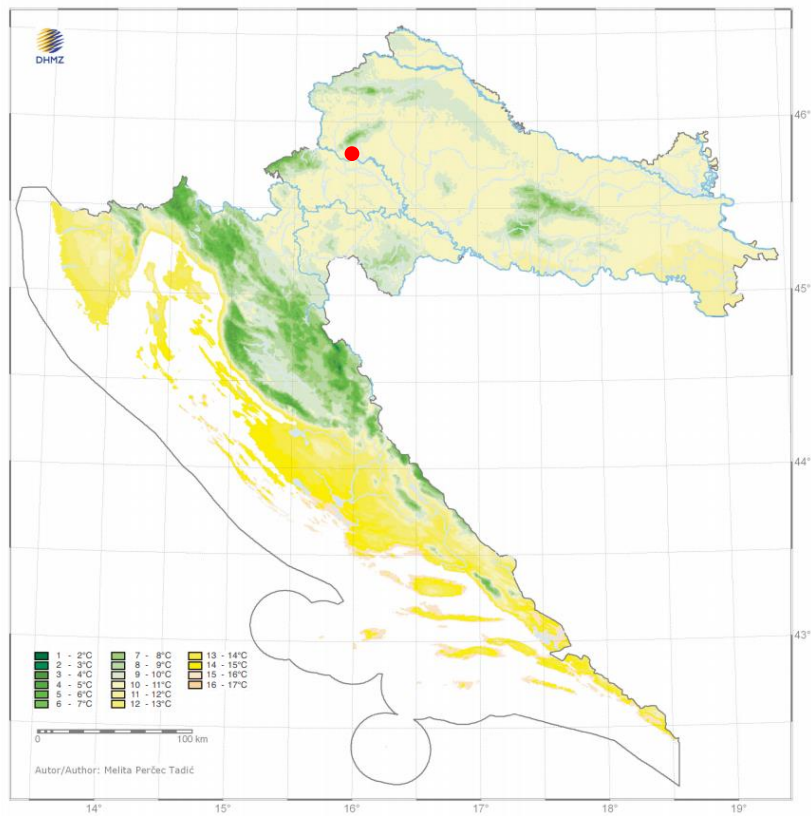 DHMZ
46°
45°
44°
43°
1 - 2°C
2 - 3°C
3 - 4°C
4 - 5°C
5 - 6°C
6 - 7°C
7 - 8°C
8 - 9°C
9 - 10°C
10 - 11°C
11 - 12°C
12 - 13°C
13 - 14°C
14 - 15°C
15 - 16°C
16 - 17°C
0 100 km
Autor/Author: Melita Perčec Tadić
14° 15° 16° 17° 18° 19°